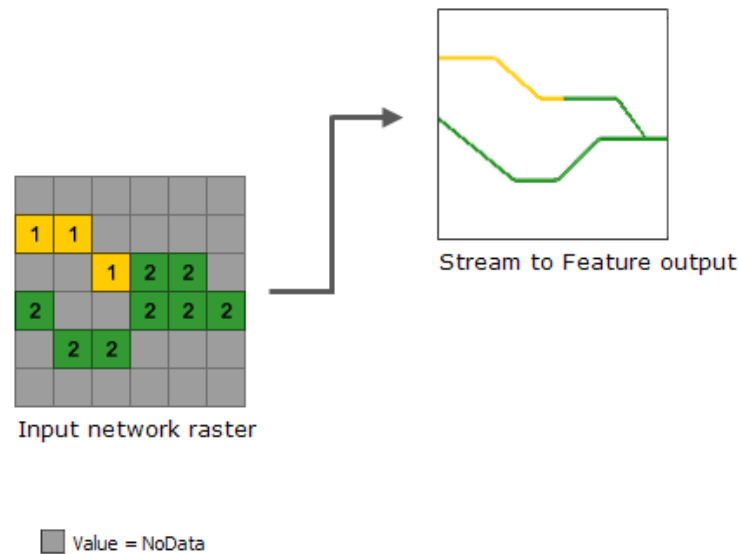 Stream to Feature output
1 1
1 2 2
2 2 2 2
2 2
Input network raster
Value = NoData